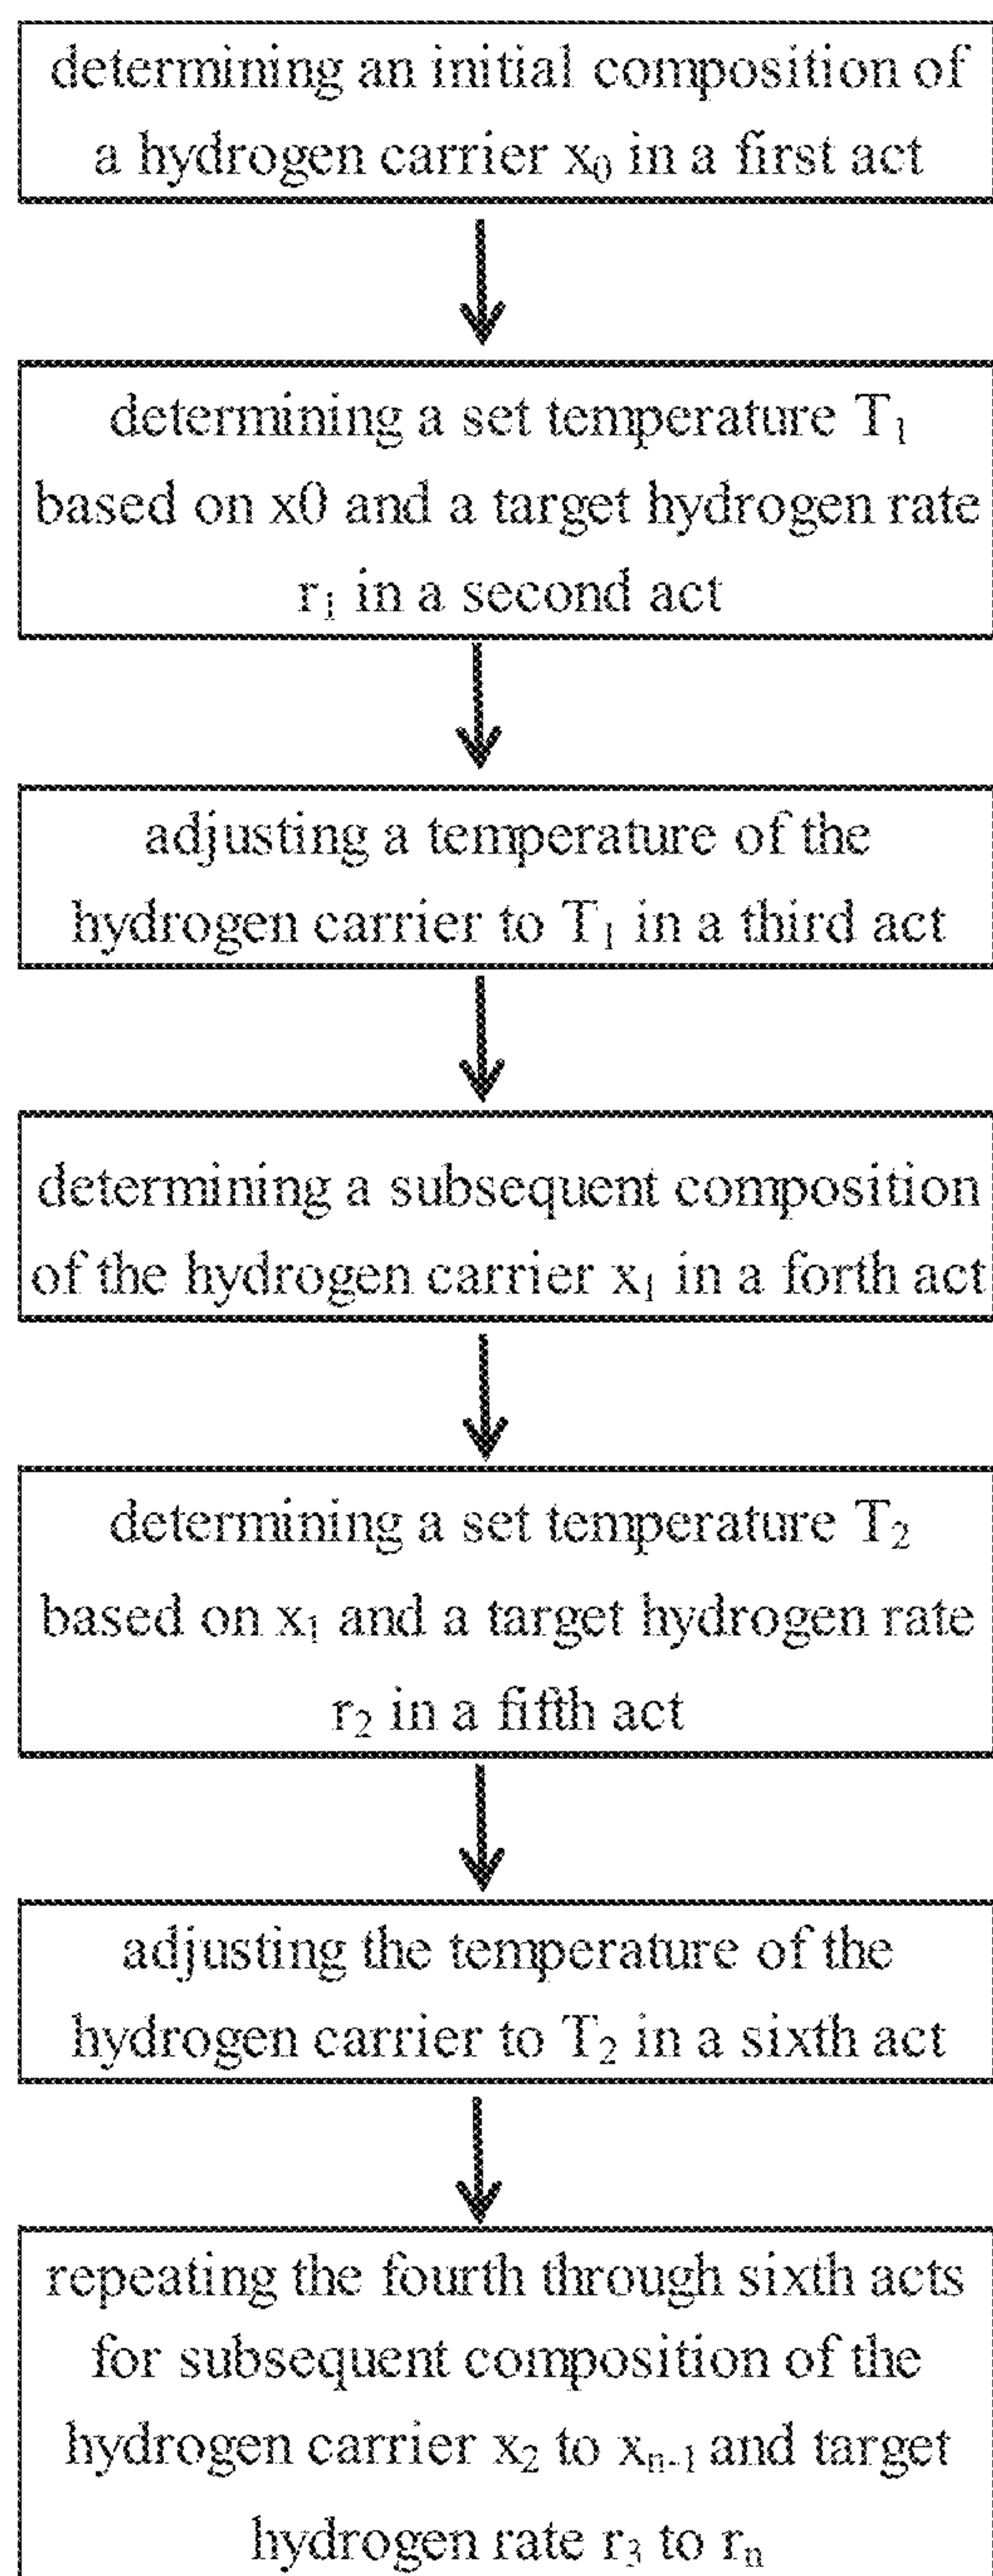 determining an initial composition of
a hydrogen carrier x₀ in a first act
determining a set temperature T₁
based on x0 and a target hydrogen rate
r₁ in a second act
adjusting a temperature of the
hydrogen carrier to T₁ in a third act
determining a subsequent composition
of the hydrogen carrier x₁ in a forth act
determining a set temperature T₂
based on x₁ and a target hydrogen rate
r₂ in a fifth act
adjusting the temperature of the
hydrogen carrier to T₂ in a sixth act
repeating the fourth through sixth acts
for subsequent composition of the
hydrogen carrier x₂ to xₙ₋₁ and target
hydrogen rate r₃ to rₙ